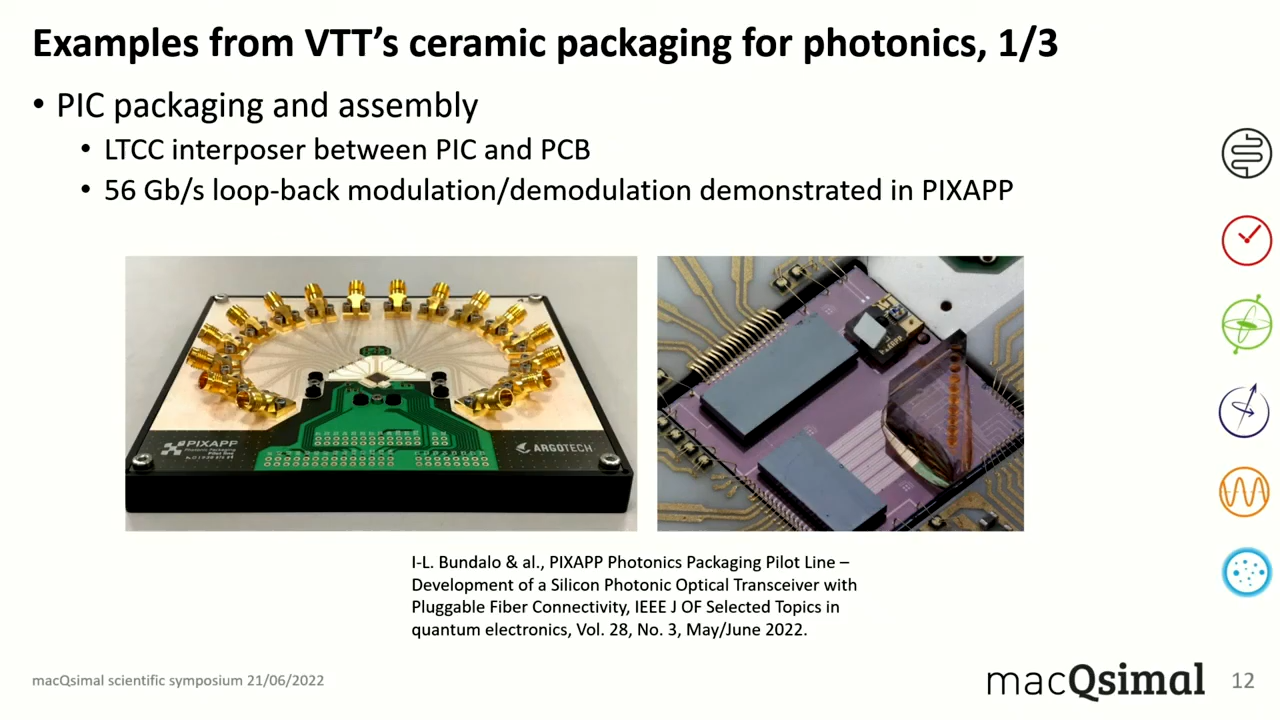 Examples from VTT's ceramic packaging for photonics, 1/3
• PIC packaging and assembly
• LTCC interposer between PIC and PCB
• 56 Gb/s loop-back modulation/demodulation demonstrated in PIXAPP
PIXAPP
Photonic Packaging
Pilot line
ARGOTECH
I-L. Bundalo & al., PIXAPP Photonics Packaging Pilot Line –
Development of a Silicon Photonic Optical Transceiver with
Pluggable Fiber Connectivity, IEEE J OF Selected Topics in
quantum electronics, Vol. 28, No. 3, May/June 2022.
macQsimal scientific symposium 21/06/2022
macQsimal
12